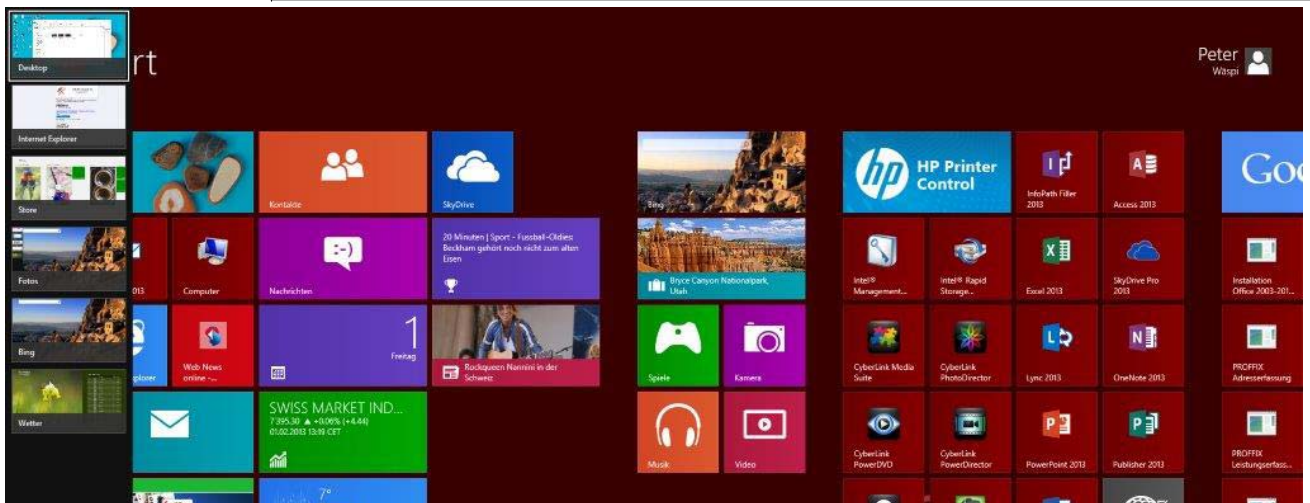 Desktop
rt
Peter
Wäspi
Internet Explorer
Store
Fotos
Bing
Wetter
Kontakte
SkyDrive
013
Computer
Nachrichten
20 Minuten | Sport - Fussball-Oldies:
Beckham gehört noch nicht zum alten
Eisen
plorer
Web News
online -...
1
Freitag
Rockqueen Nannini in der
Schweiz
SWISS MARKET IND...
7'395.30 ▲ +0.06% (+4.44)
01.02.2013 13:19 CET
7°
Bing
Bryce Canyon Nationalpark,
Utah
Spiele
Kamera
Musik
Video
hp
HP Printer
Control
InfoPath Filler
2013
Access 2013
Intel®
Management...
Intel® Rapid
Storage...
Excel 2013
SkyDrive Pro
2013
CyberLink Media
Suite
CyberLink
PhotoDirector
Lync 2013
OneNote 2013
CyberLink
PowerDVD
CyberLink
PowerDirector
PowerPoint 2013
Publisher 2013
Goo
Installation
Office 2003-201...
PROFFIX
Adresserfassung
PROFFIX
Leistungserfass...